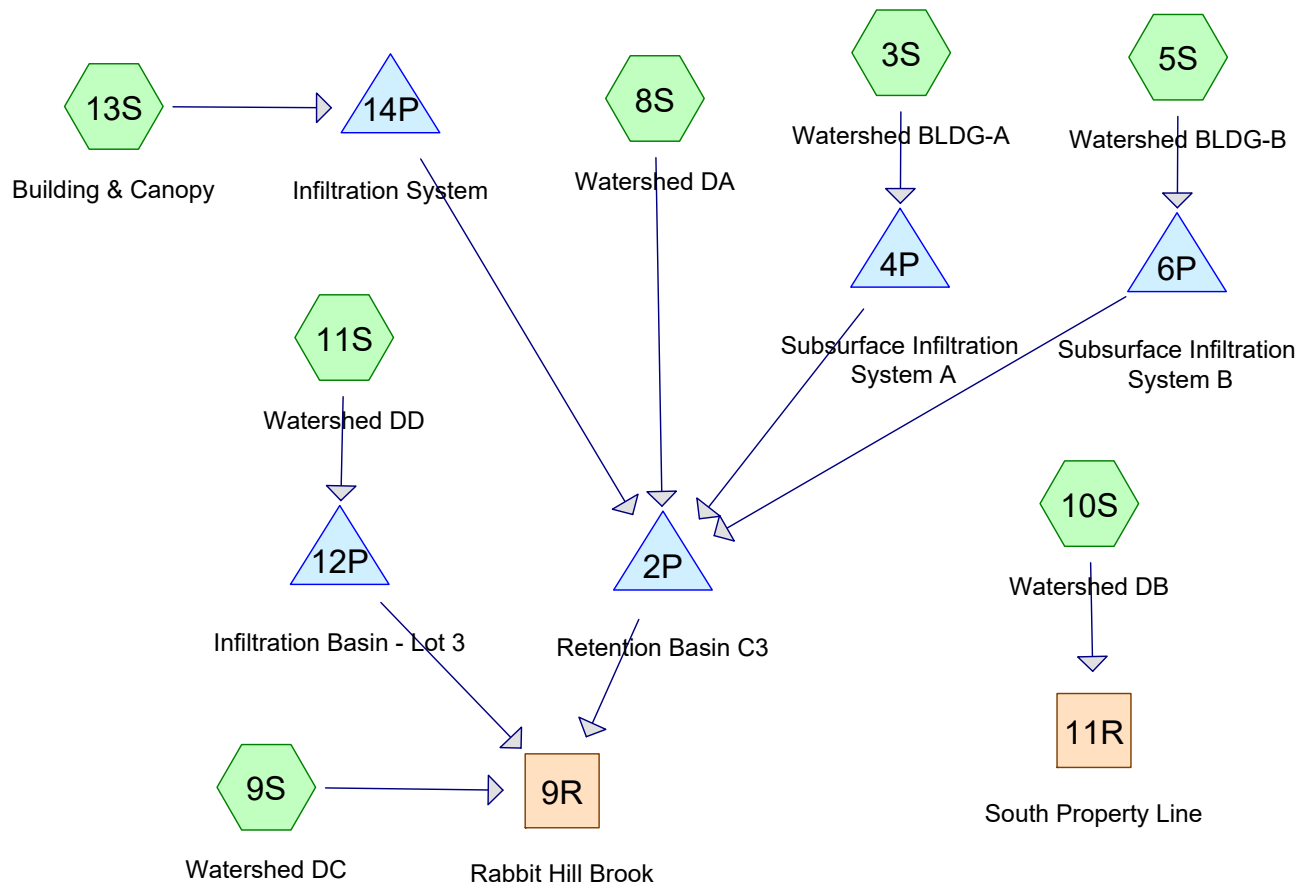 13S
Building & Canopy
14P
Infiltration System
8S
Watershed DA
3S
Watershed BLDG-A
5S
Watershed BLDG-B
4P
Subsurface Infiltration
System A
6P
Subsurface Infiltration
System B
11S
Watershed DD
12P
Infiltration Basin - Lot 3
2P
Retention Basin C3
10S
Watershed DB
11R
South Property Line
9S
Watershed DC
9R
Rabbit Hill Brook